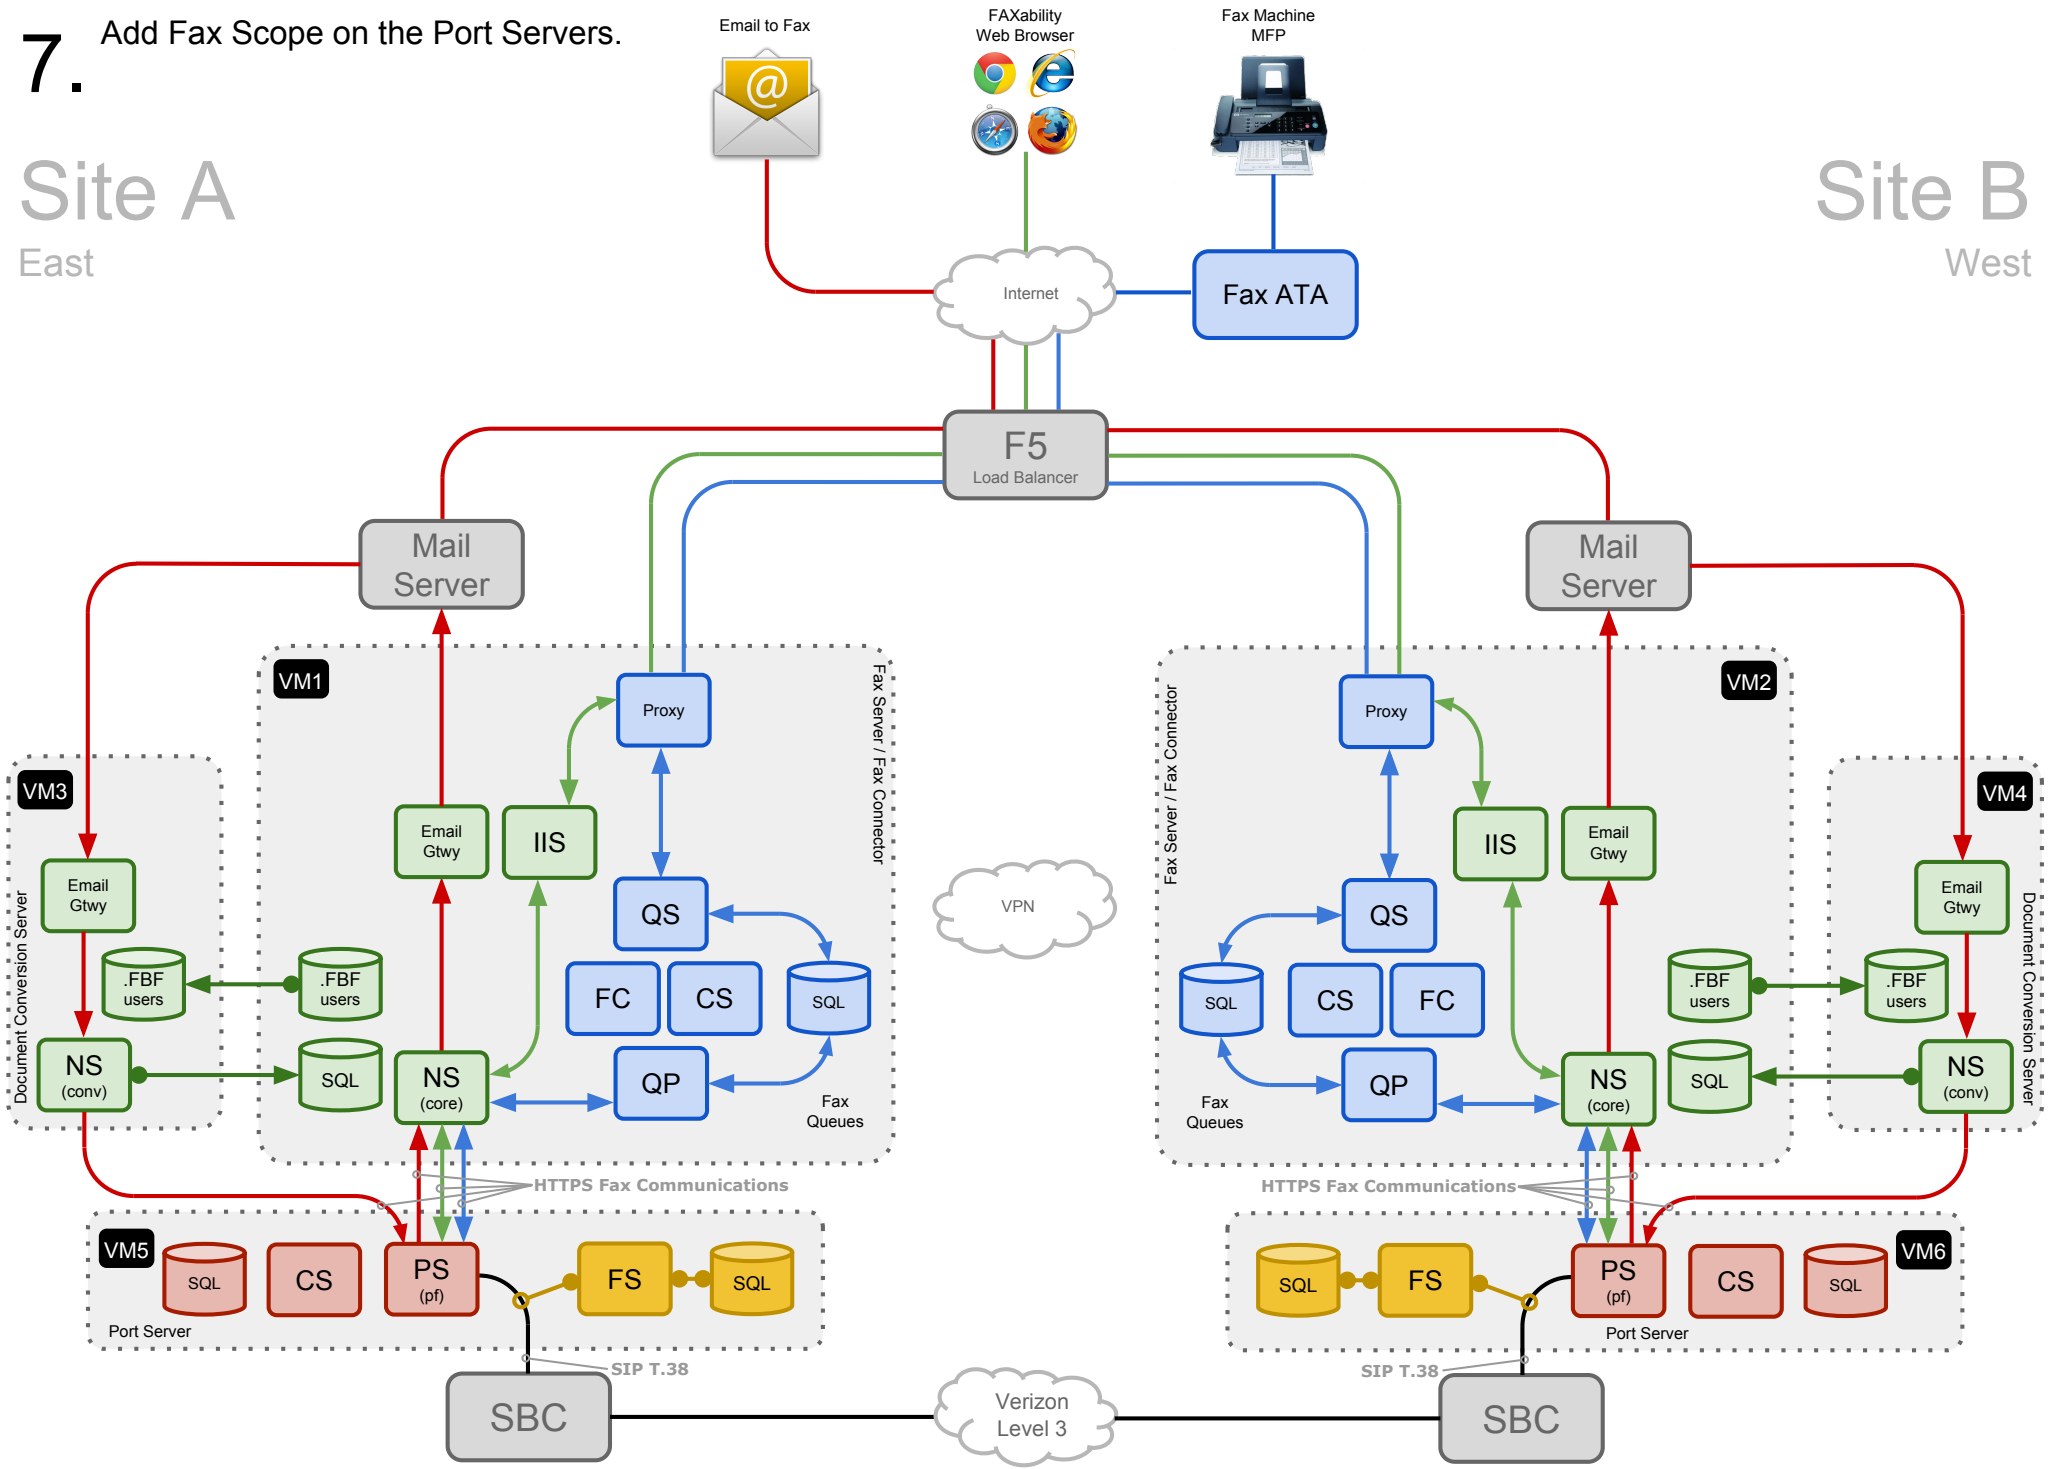 7.
Add Fax Scope on the Port Servers.
Email to Fax
FAXability
Web Browser
Fax Machine
MFP
Site A
East
Site B
West
Internet
Fax ATA
F5
Load Balancer
Mail
Server
Mail
Server
VM1
Fax Server / Fax Connector
Proxy
Email
Gtwy
IIS
QS
FC
CS
SQL
QP
Fax
Queues
.FBF
users
SQL
NS
(core)
VM3
Document Conversion Server
Email
Gtwy
.FBF
users
NS
(conv)
VPN
VM2
Fax Server / Fax Connector
Proxy
IIS
Email
Gtwy
QS
SQL
CS
FC
QP
Fax
Queues
.FBF
users
SQL
NS
(core)
VM4
Document Conversion Server
Email
Gtwy
.FBF
users
NS
(conv)
HTTPS Fax Communications
HTTPS Fax Communications
VM5
SQL
CS
PS
(pf)
FS
SQL
Port Server
VM6
SQL
FS
PS
(pf)
CS
SQL
Port Server
SIP T.38
SIP T.38
SBC
Verizon
Level 3
SBC